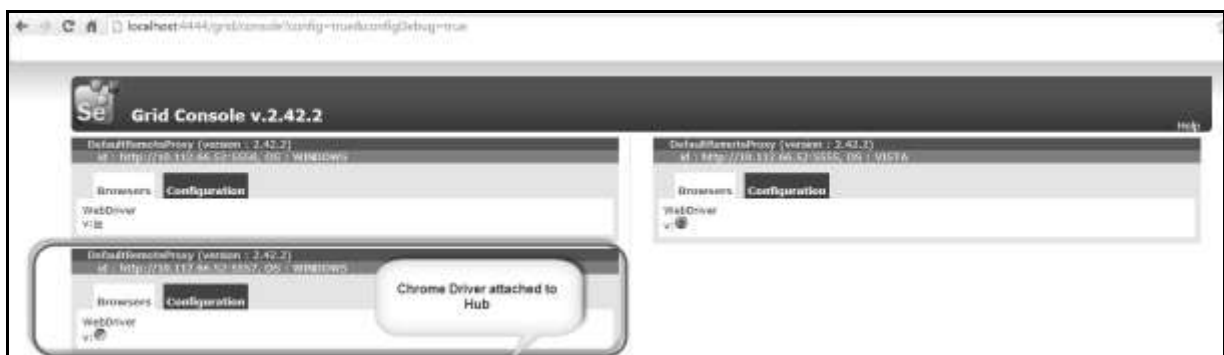 localhost:4444/grid/console?config=true&configDebug=true
Se Grid Console v.2.42.2
Help
DefaultRemoteProxy (version : 2.42.2)
id : http://10.112.66.52:5556, OS : WINDOWS
Browsers Configuration
WebDriver
v:
DefaultRemoteProxy (version : 2.42.2)
id : http://10.112.66.52:5555, OS : VISTA
Browsers Configuration
WebDriver
v:
DefaultRemoteProxy (version : 2.42.2)
id : http://10.112.66.52:5557, OS : WINDOWS
Browsers Configuration
WebDriver
v:
Chrome Driver attached to
Hub